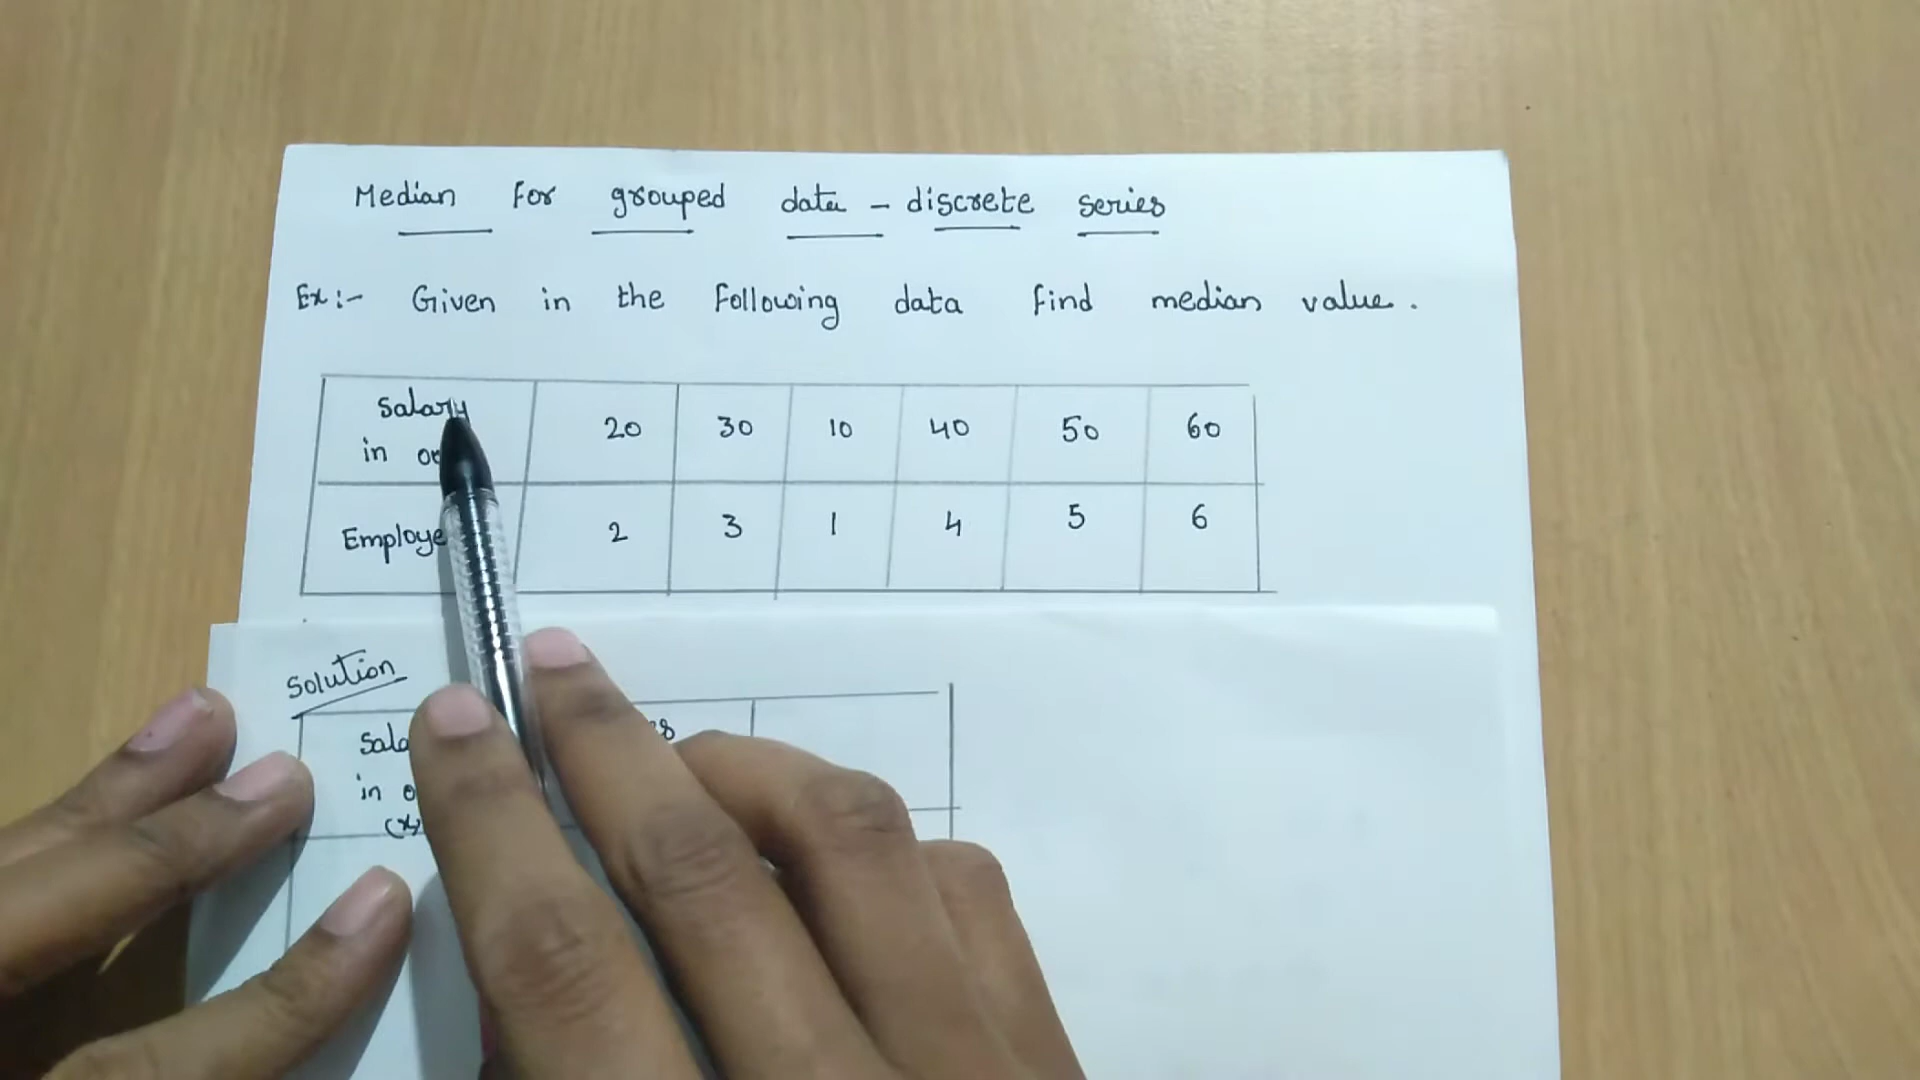 Median for grouped data - discrete series
Ex:- Given in the following data find median value.
Salary 20 30 10 40 50 60
in
2 3 1 4 5 6
Solution
in
(x)